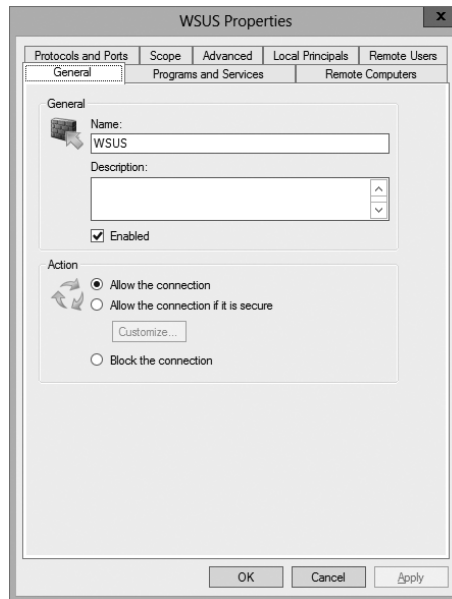 WSUS Properties
x
Protocols and Ports Scope Advanced Local Principals Remote Users
General Programs and Services Remote Computers
General
Name:
WSUS
Description:
Enabled
Action
Allow the connection
Allow the connection if it is secure
Customize...
Block the connection
OK Cancel Apply